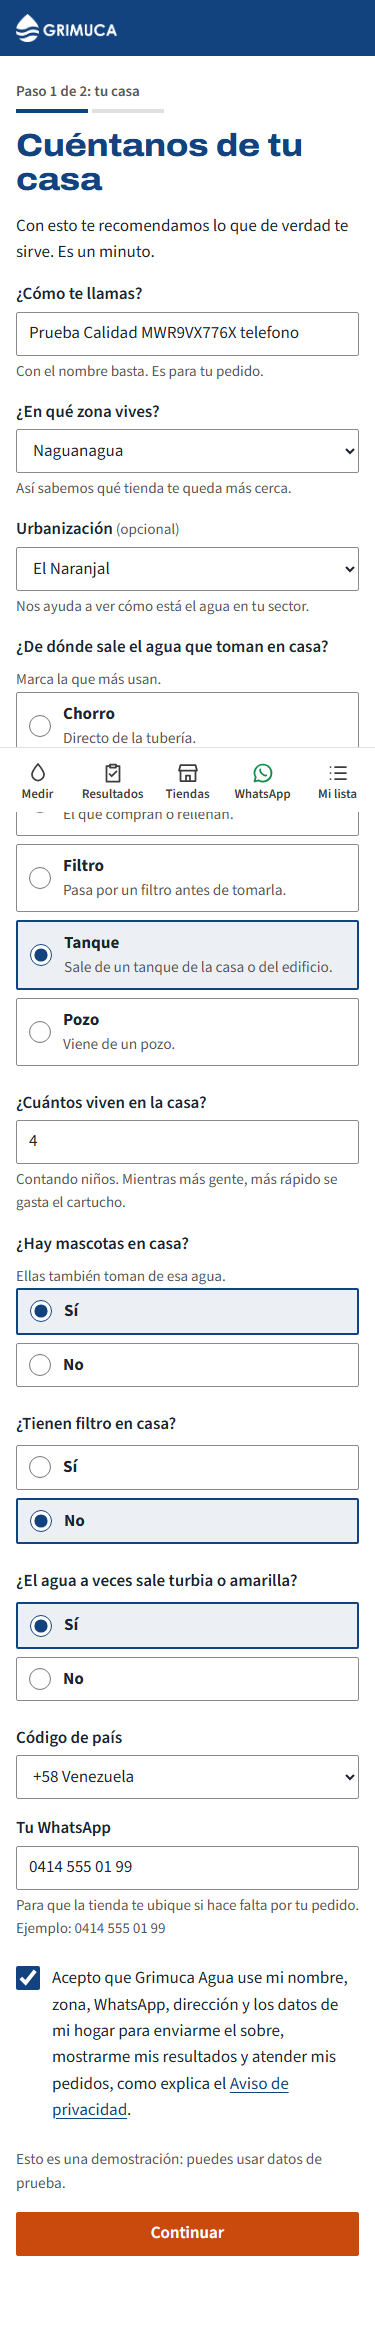 GRIMUCA
Paso 1 de 2: tu casa
Cuéntanos de tu
casa
Con esto te recomendamos lo que de verdad te
sirve. Es un minuto.
¿Cómo te llamas?
Prueba Calidad MWR9VX776X telefono
Con el nombre basta. Es para tu pedido.
¿En qué zona vives?
Naguanagua
Así sabemos qué tienda te queda más cerca.
Urbanización (opcional)
El Naranjal
Nos ayuda a ver cómo está el agua en tu sector.
¿De dónde sale el agua que toman en casa?
Marca la que más usan.
Chorro
Directo de la tubería.
Medir Resultados Tiendas WhatsApp Mi lista
El que compran o rellenan.
Filtro
Pasa por un filtro antes de tomarla.
Tanque
Sale de un tanque de la casa o del edificio.
Pozo
Viene de un pozo.
¿Cuántos viven en la casa?
4
Contando niños. Mientras más gente, más rápido se
gasta el cartucho.
¿Hay mascotas en casa?
Ellas también toman de esa agua.
Sí
No
¿Tienen filtro en casa?
Sí
No
¿El agua a veces sale turbia o amarilla?
Sí
No
Código de país
+58 Venezuela
Tu WhatsApp
0414 555 01 99
Para que la tienda te ubique si hace falta por tu pedido.
Ejemplo: 0414 555 01 99
Acepto que Grimuca Agua use mi nombre,
zona, WhatsApp, dirección y los datos de
mi hogar para enviarme el sobre,
mostrarme mis resultados y atender mis
pedidos, como explica el Aviso de
privacidad.
Esto es una demostración: puedes usar datos de
prueba.
Continuar